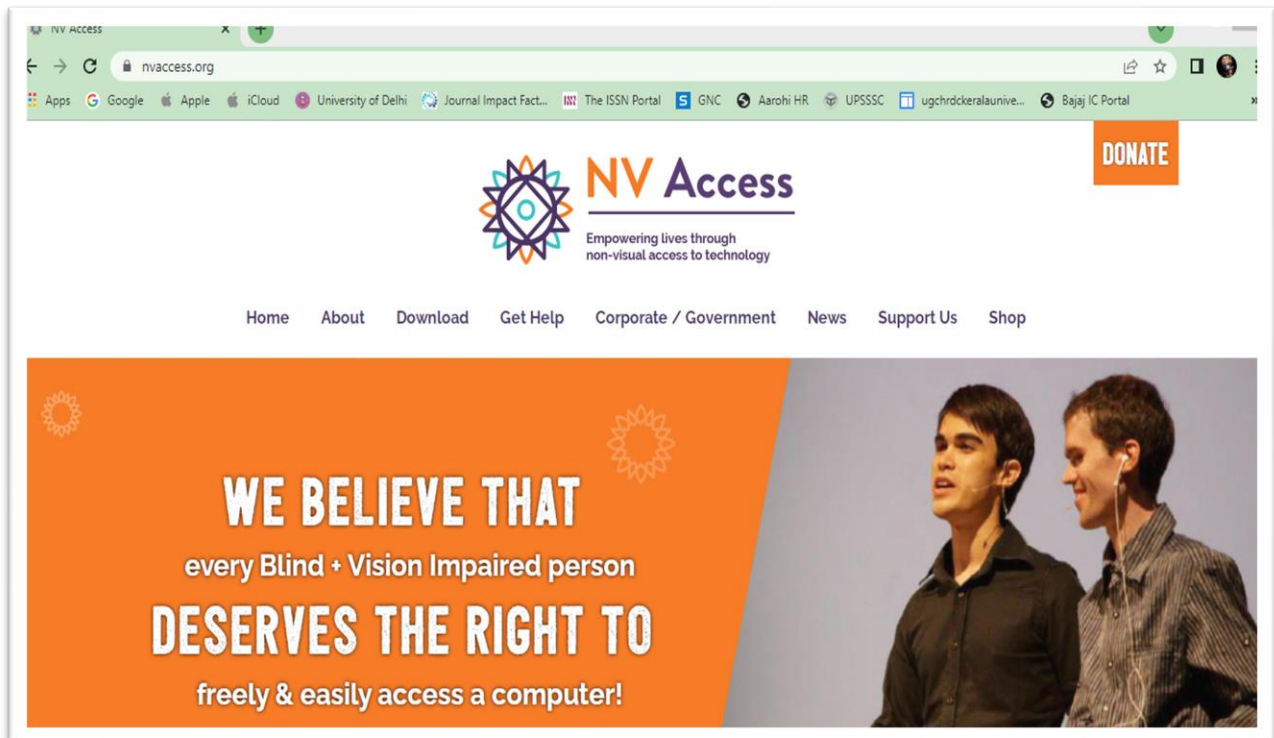 NV Access
nvaccess.org
Apps Google Apple iCloud University of Delhi Journal Impact Fact... The ISSN Portal GNC Aarohi HR UPSSSC ugchrdckeralaunive... Bajaj IC Portal
DONATE
NV Access
Empowering lives through
non-visual access to technology
Home About Download Get Help Corporate / Government News Support Us Shop
WE BELIEVE THAT
every Blind + Vision Impaired person
DESERVES THE RIGHT TO
freely & easily access a computer!